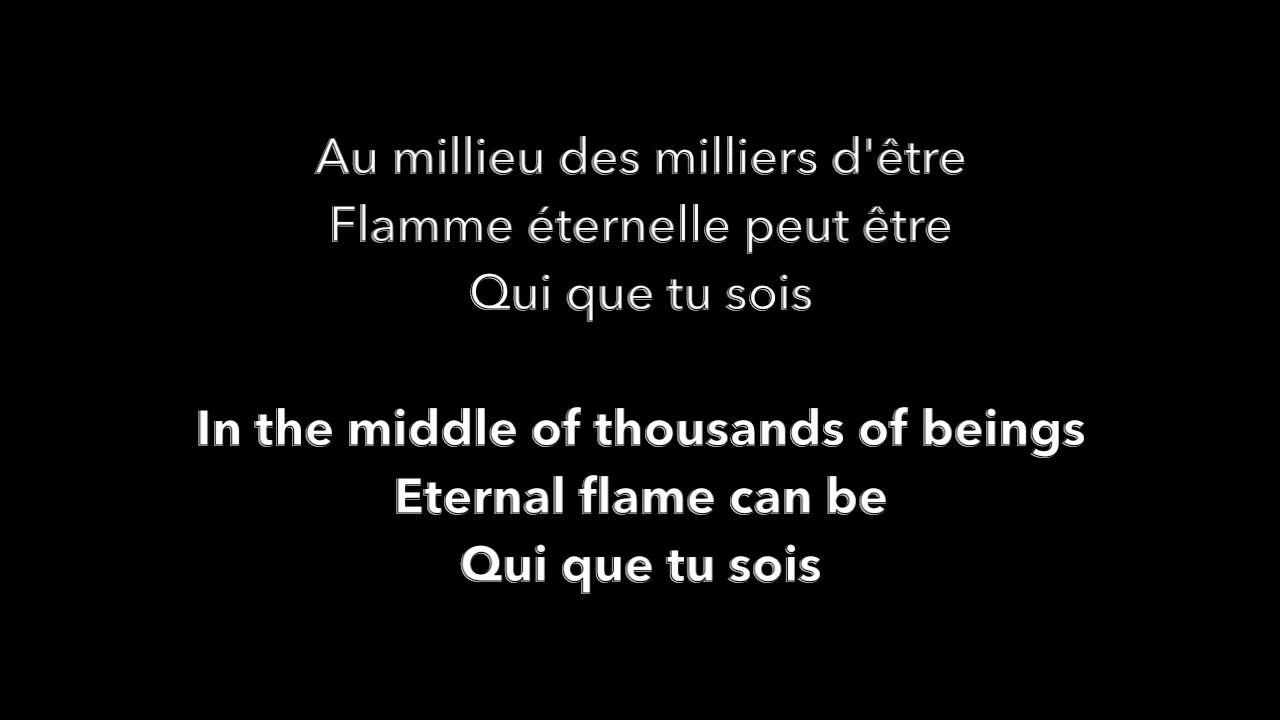 Au millieu des milliers d'être
Flamme éternelle peut être
Qui que tu sois
In the middle of thousands of beings
Eternal flame can be
Qui que tu sois